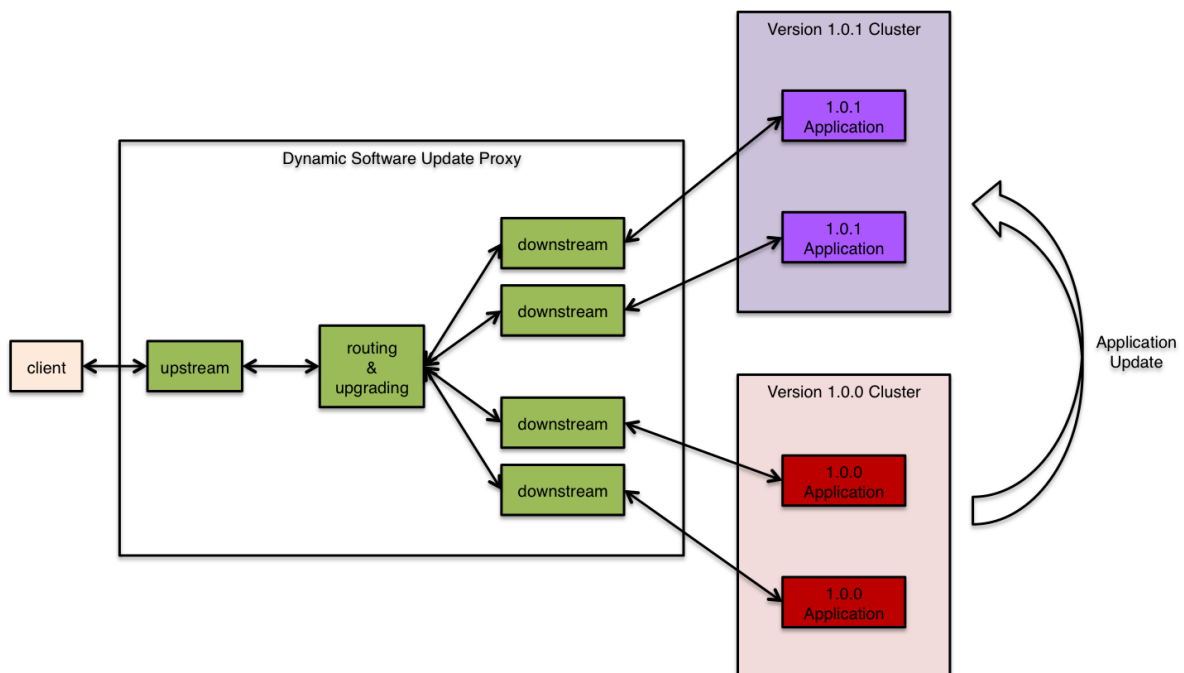 Version 1.0.1 Cluster
1.0.1
Application
1.0.1
Application
Dynamic Software Update Proxy
downstream
downstream
client
upstream
routing
&
upgrading
downstream
downstream
Application
Update
Version 1.0.0 Cluster
1.0.0
Application
1.0.0
Application